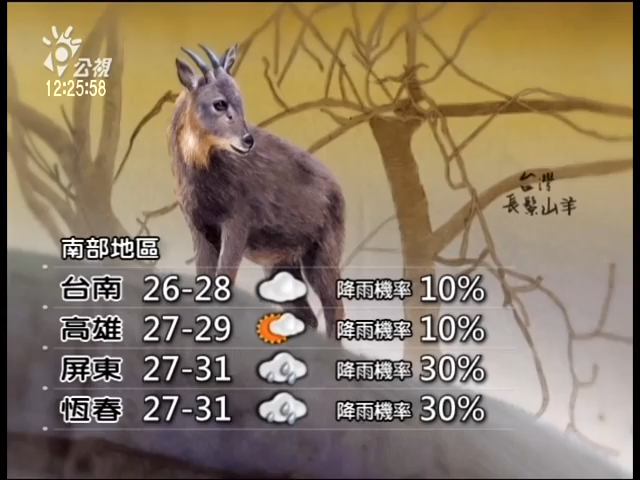 公視
12:25:58
台灣
長鬃山羊
南部地區
台南 26-28 降雨機率 10%
高雄 27-29 降雨機率 10%
屏東 27-31 降雨機率 30%
恆春 27-31 降雨機率 30%